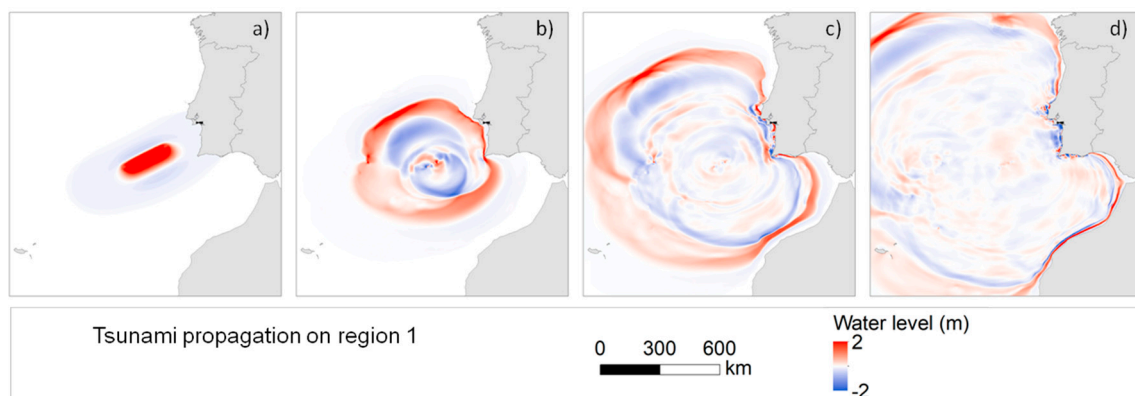 a)
b)
c)
d)
Tsunami propagation on region 1
0 300 600
km
Water level (m)
2
-2